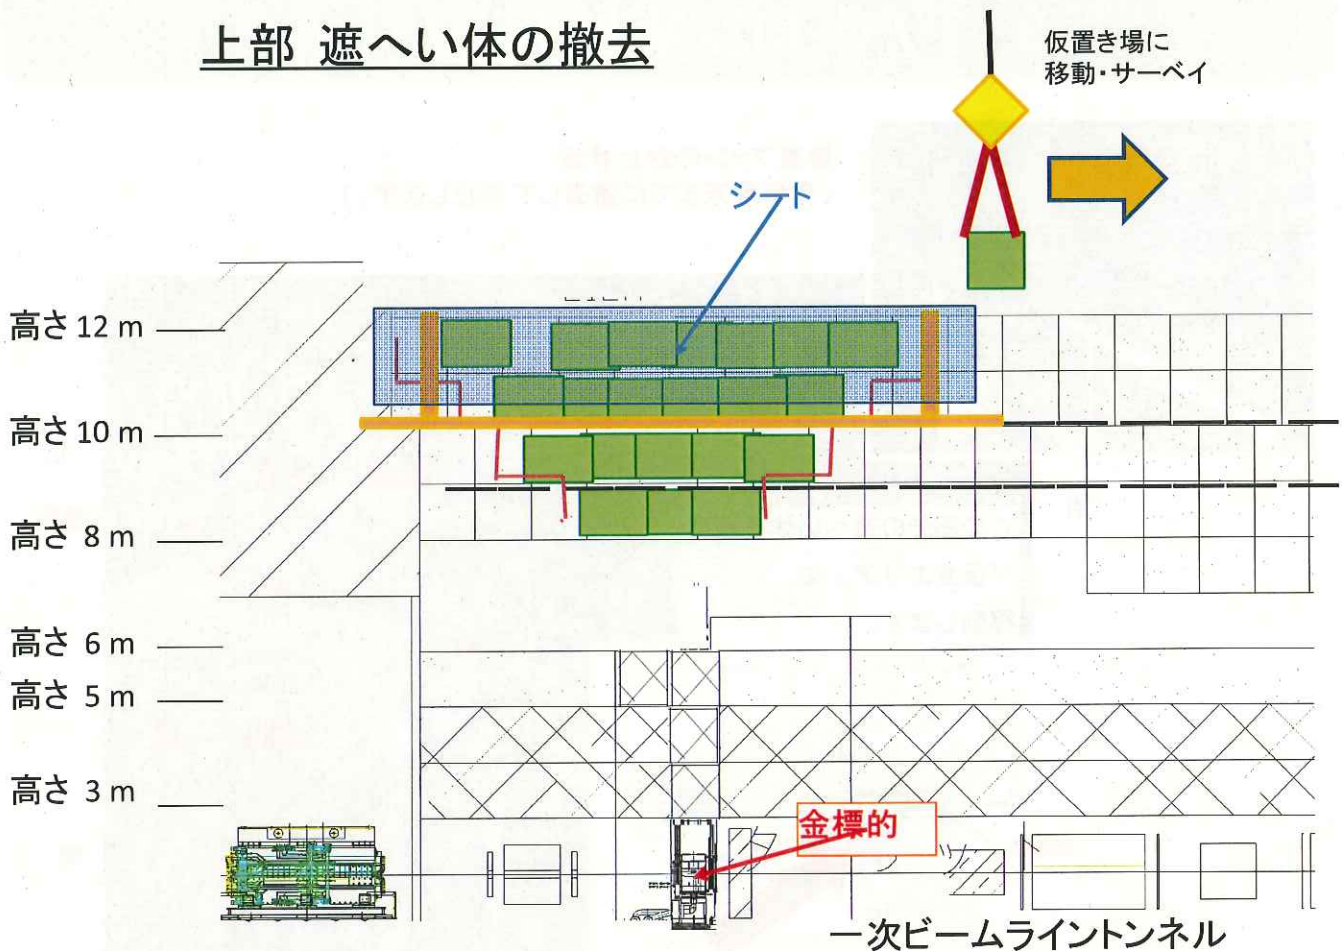 上部 遮へい体の撤去
仮置き場に
移動・サーベイ
シート
高さ 12 m
高さ 10 m
高さ 8 m
高さ 6 m
高さ 5 m
高さ 3 m
金標的
一次ビームライントンネル